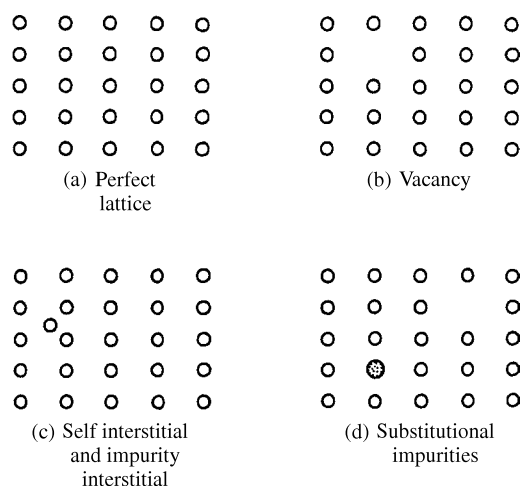 (a) Perfect
lattice
(b) Vacancy
(c) Self interstitial
and impurity
interstitial
(d) Substitutional
impurities